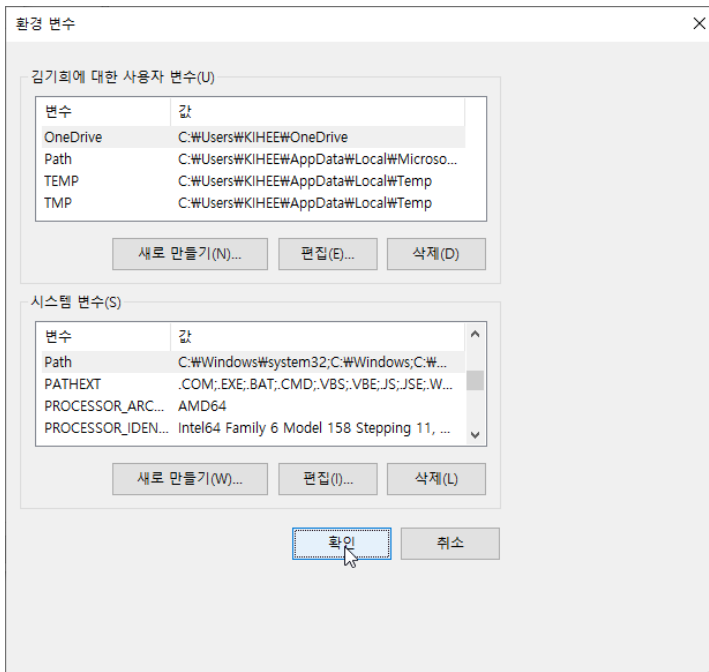 환경 변수
김기희에 대한 사용자 변수(U)
변수 값
OneDrive C:₩Users₩KIHEE₩OneDrive
Path C:₩Users₩KIHEE₩AppData₩Local₩Microso...
TEMP C:₩Users₩KIHEE₩AppData₩Local₩Temp
TMP C:₩Users₩KIHEE₩AppData₩Local₩Temp
새로 만들기(N)... 편집(E)... 삭제(D)
시스템 변수(S)
변수 값
Path C:₩Windows₩system32;C:₩Windows;C:₩...
PATHEXT .COM;.EXE;.BAT;.CMD;.VBS;.VBE;.JS;.JSE;.W...
PROCESSOR_ARC... AMD64
PROCESSOR_IDEN... Intel64 Family 6 Model 158 Stepping 11, ...
새로 만들기(W)... 편집(I)... 삭제(L)
확인 취소